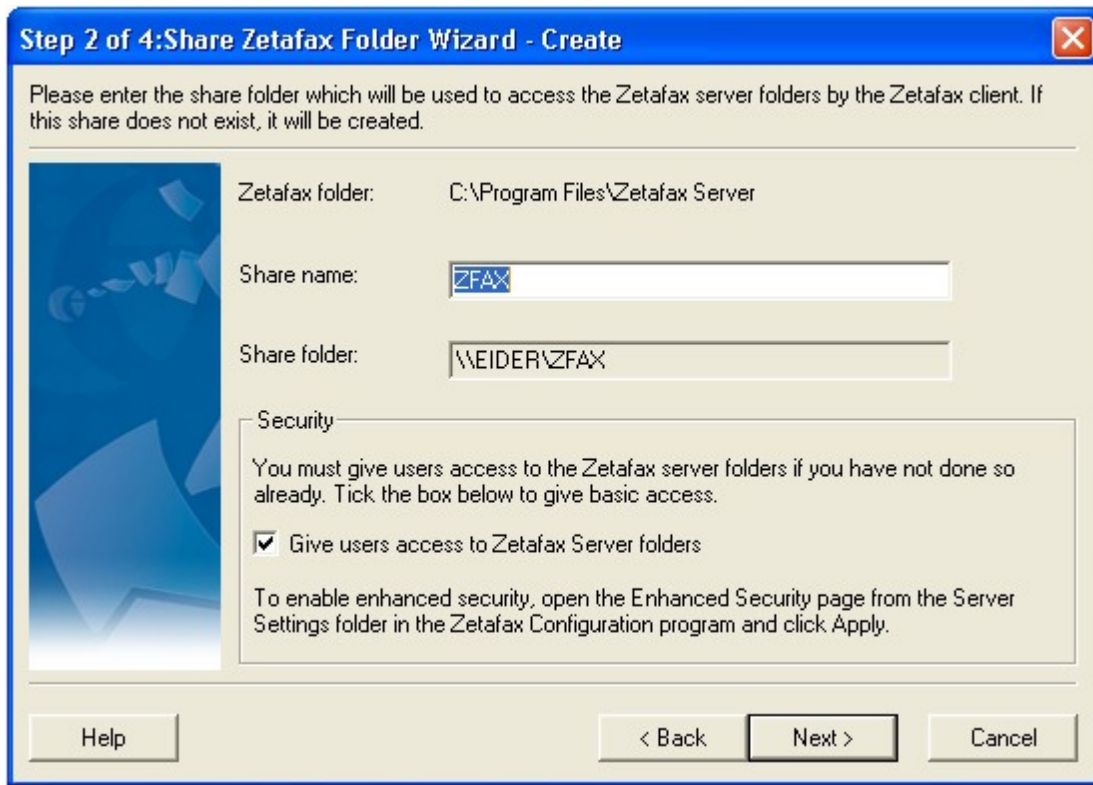 Step 2 of 4:Share Zetafax Folder Wizard - Create
Please enter the share folder which will be used to access the Zetafax server folders by the Zetafax client. If
this share does not exist, it will be created.
Zetafax folder: C:\Program Files\Zetafax Server
Share name: ZFAX
Share folder: \\EIDER\ZFAX
Security
You must give users access to the Zetafax server folders if you have not done so
already. Tick the box below to give basic access.
Give users access to Zetafax Server folders
To enable enhanced security, open the Enhanced Security page from the Server
Settings folder in the Zetafax Configuration program and click Apply.
Help < Back Next > Cancel